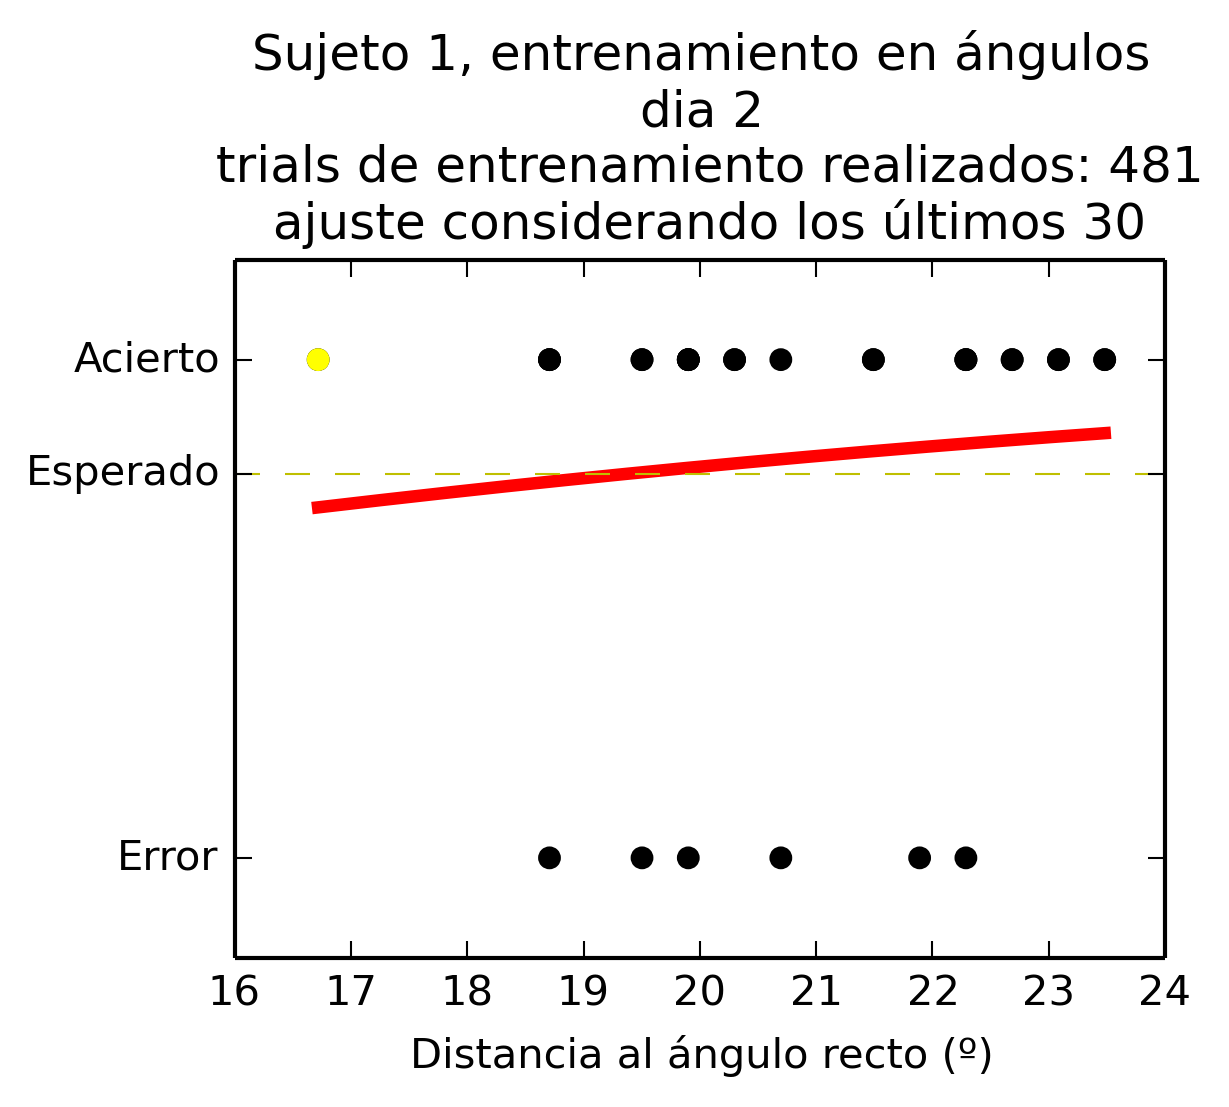 Sujeto 1, entrenamiento en ángulos
dia 2
trials de entrenamiento realizados: 481
ajuste considerando los últimos 30
Acierto
Esperado
Error
16 17 18 19 20 21 22 23 24
Distancia al ángulo recto (º)